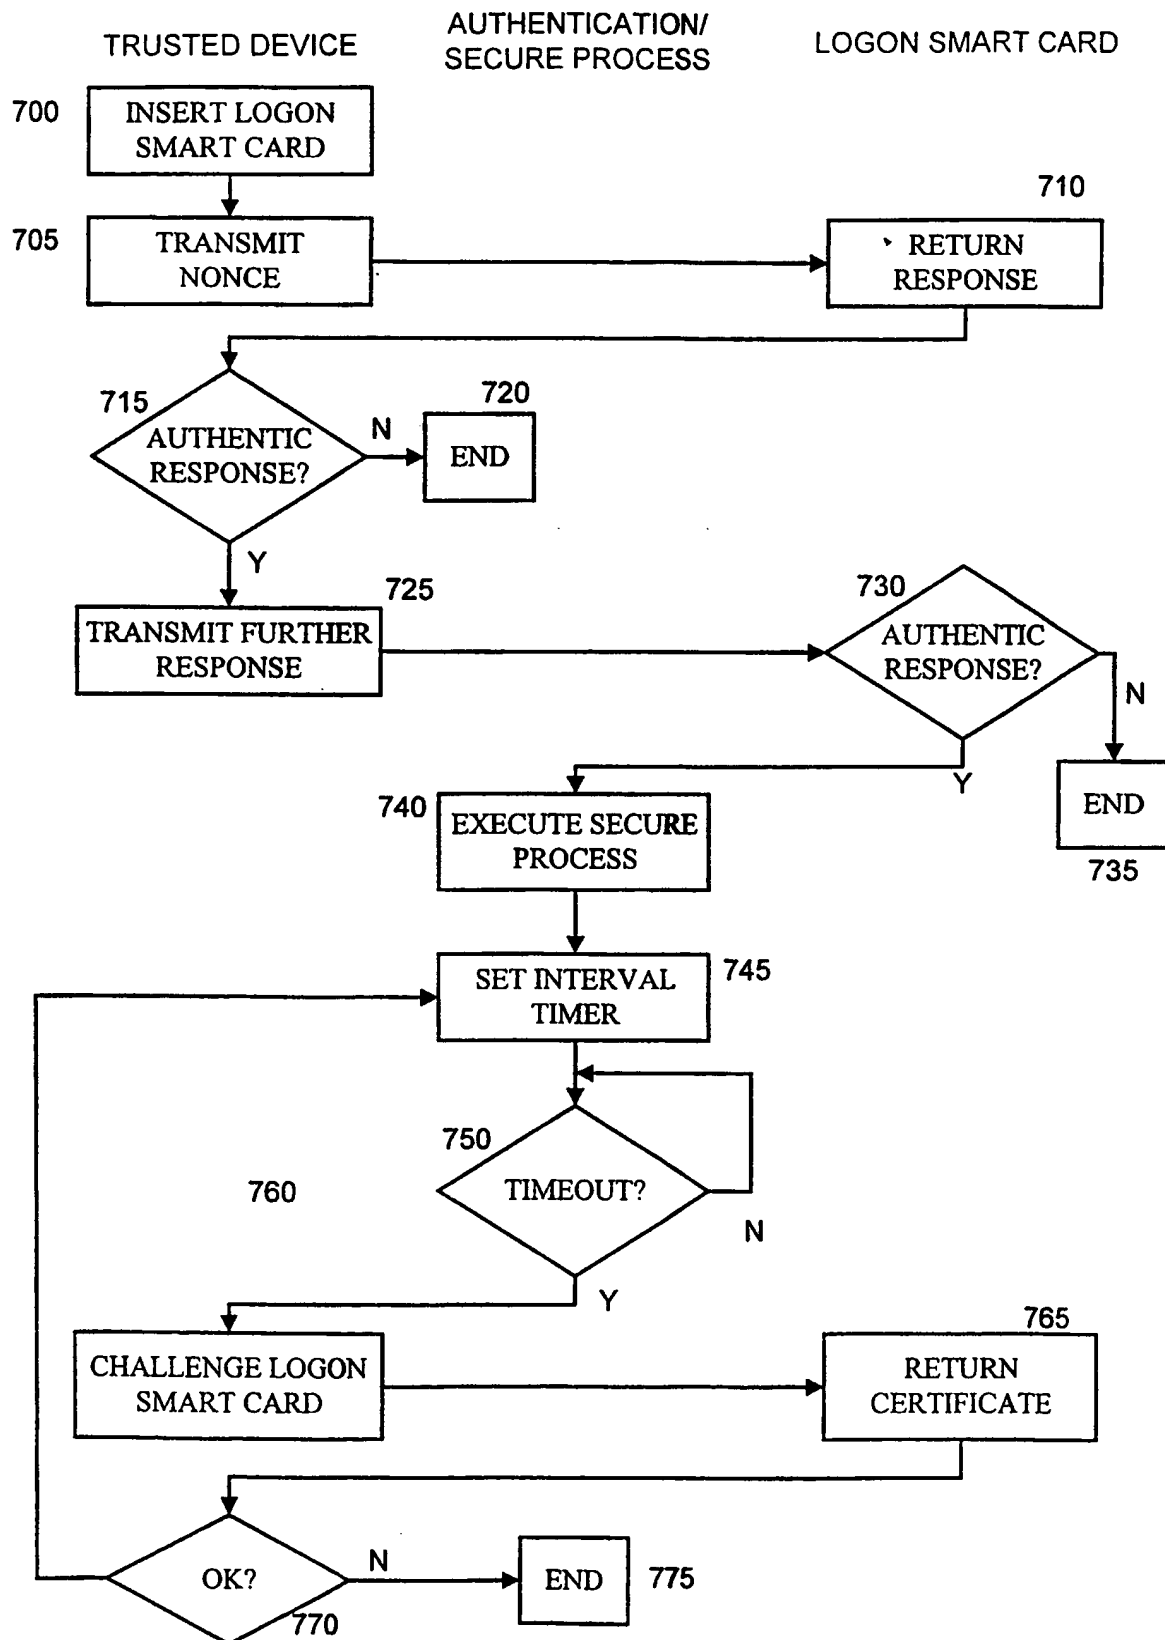 TRUSTED DEVICE
AUTHENTICATION/
SECURE PROCESS
LOGON SMART CARD
700
INSERT LOGON
SMART CARD
705
TRANSMIT
NONCE
710
RETURN
RESPONSE
715
AUTHENTIC
RESPONSE?
N
720
END
Y
725
TRANSMIT FURTHER
RESPONSE
730
AUTHENTIC
RESPONSE?
N
Y
END
735
740
EXECUTE SECURE
PROCESS
SET INTERVAL
TIMER
745
750
TIMEOUT?
N
Y
760
CHALLENGE LOGON
SMART CARD
765
RETURN
CERTIFICATE
OK?
770
N
END
775